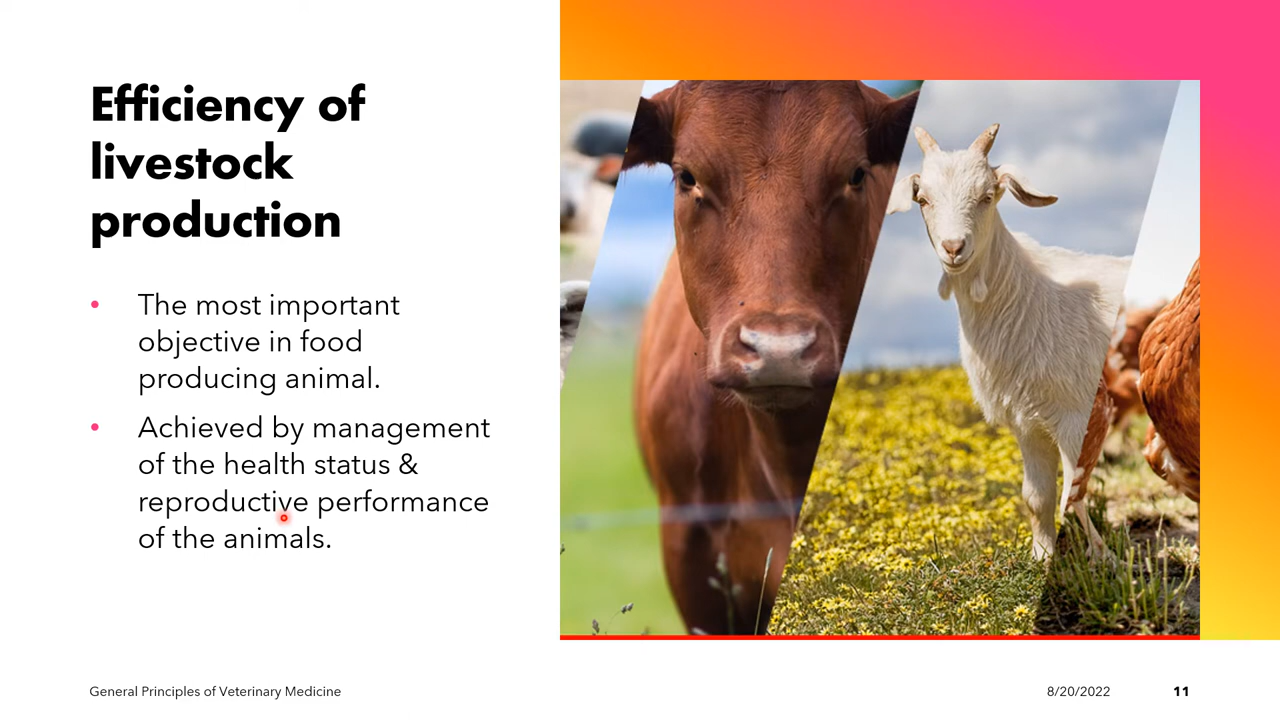 Efficiency of
livestock
production
• The most important
objective in food
producing animal.
• Achieved by management
of the health status &
reproductive performance
of the animals.
General Principles of Veterinary Medicine
8/20/2022
11